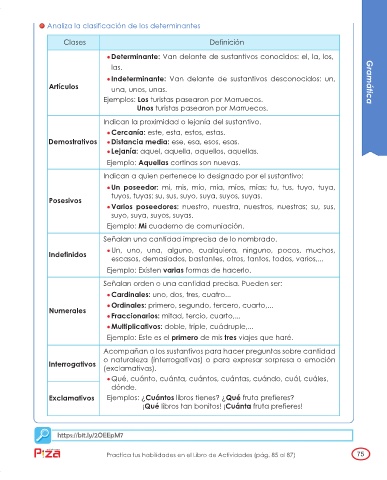 Analiza la clasificación de los determinantes
Clases Definición
Artículos
• Determinante: Van delante de sustantivos conocidos: el, la, los,
las.
• Indeterminante: Van delante de sustantivos desconocidos: un,
una, unos, unas.
Ejemplos: Los turistas pasearon por Marruecos.
Unos turistas pasearon por Marruecos.
Demostrativos
Indican la proximidad o lejanía del sustantivo.
• Cercanía: este, esta, estos, estas.
• Distancia media: ese, esa, esos, esas.
• Lejanía: aquel, aquella, aquellos, aquellas.
Ejemplo: Aquellas cortinas son nuevas.
Posesivos
Indican a quien pertenece lo designado por el sustantivo:
• Un poseedor: mi, mis, mío, mía, míos, mías; tu, tus, tuyo, tuya,
tuyos, tuyas; su, sus, suyo, suya, suyos, suyas.
• Varios poseedores: nuestro, nuestra, nuestros, nuestras; su, sus,
suyo, suya, suyos, suyas.
Ejemplo: Mi cuaderno de comuniación.
Indefinidos
Señalan una cantidad imprecisa de lo nombrado.
• Un, uno, una, alguno, cualquiera, ninguno, pocos, muchos,
escasos, demasiados, bastantes, otros, tantos, todos, varios,...
Ejemplo: Existen varias formas de hacerlo.
Numerales
Señalan orden o una cantidad precisa. Pueden ser:
• Cardinales: uno, dos, tres, cuatro...
• Ordinales: primero, segundo, tercero, cuarto,...
• Fraccionarios: mitad, tercio, cuarto,...
• Multiplicativos: doble, triple, cuádruple,...
Ejemplo: Este es el primero de mis tres viajes que haré.
Interrogativos
Acompañan a los sustantivos para hacer preguntas sobre cantidad
o naturaleza (interrogativos) o para expresar sorpresa o emoción
(exclamativas).
• Qué, cuánto, cuánta, cuántos, cuántas, cuándo, cuál, cuáles,
dónde.
Exclamativos
Ejemplos: ¿Cuántos libros tienes? ¿Qué fruta prefieres?
¡Qué libros tan bonitos! ¡Cuánta fruta prefieres!
Gramática
https://bit.ly/2OEEpM7
Practica tus habilidades en el Libro de Actividades (pág. 85 al 87)
75